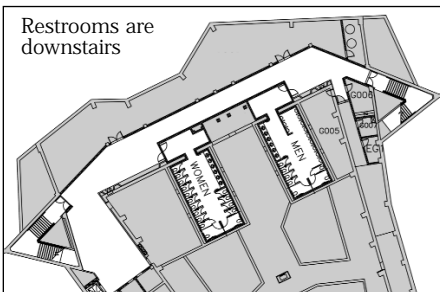 Restrooms are
downstairs
G006
G007
G005
MEN
WOMEN